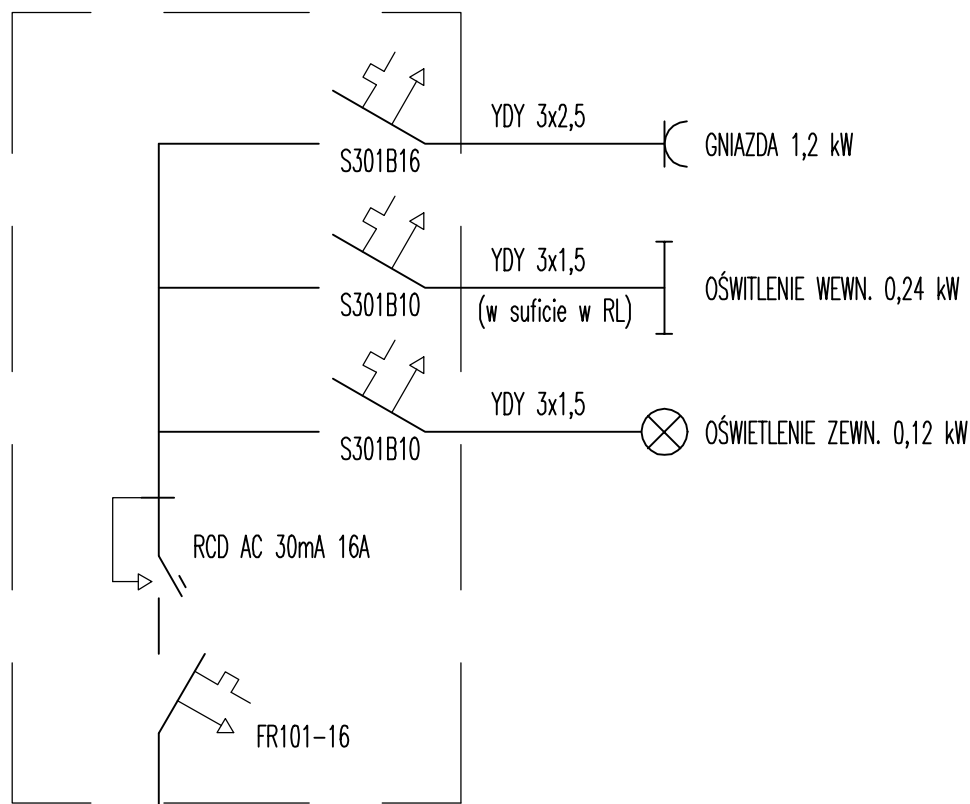 YDY 3x2,5
GNIAZDA 1,2 kW
S301B16
YDY 3x1,5
OŚWITLENIE WEWN. 0,24 kW
S301B10
(w suficie w RL)
YDY 3x1,5
OŚWIETLENIE ZEWN. 0,12 kW
S301B10
RCD AC 30mA 16A
FR101-16